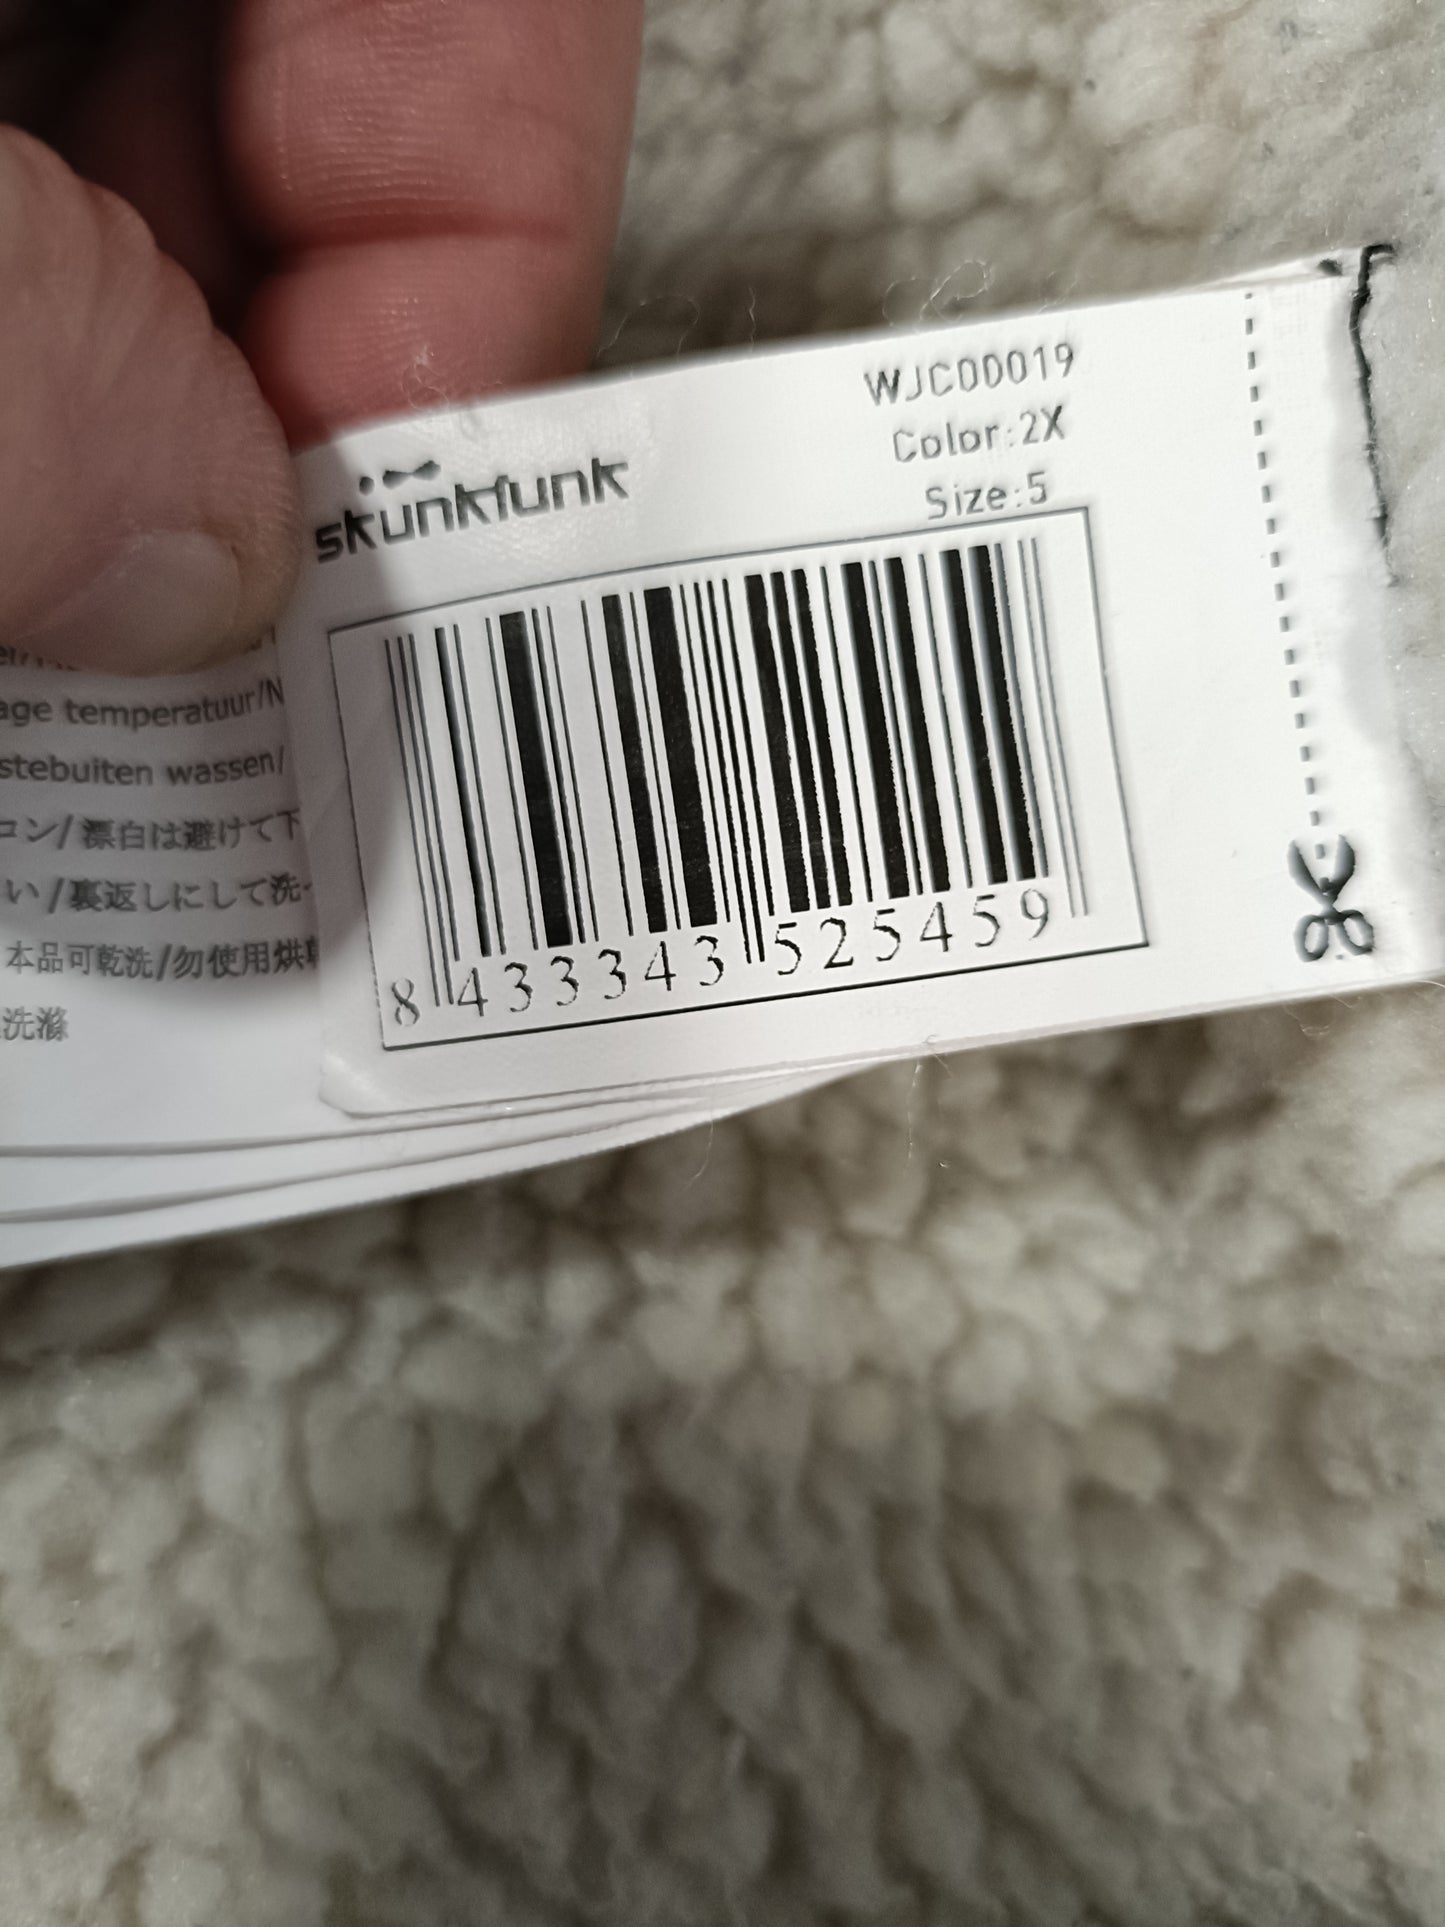 WJC00019
Color:2X
skunkfunk
Size:5
8 433343 525459
age temperatuur/N
stebuiten wassen/
コン/ 漂白は避けて下
い /裏返しにして洗
本品可乾洗/勿使用烘乾
洗滌